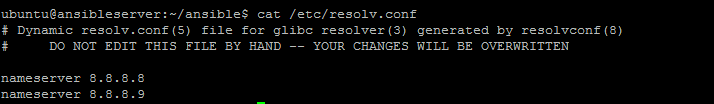 ubuntu@ansibleserver:~/ansible$ cat /etc/resolv.conf
# Dynamic resolv.conf(5) file for glibc resolver(3) generated by resolvconf(8)
#     DO NOT EDIT THIS FILE BY HAND -- YOUR CHANGES WILL BE OVERWRITTEN
nameserver 8.8.8.8
nameserver 8.8.8.9